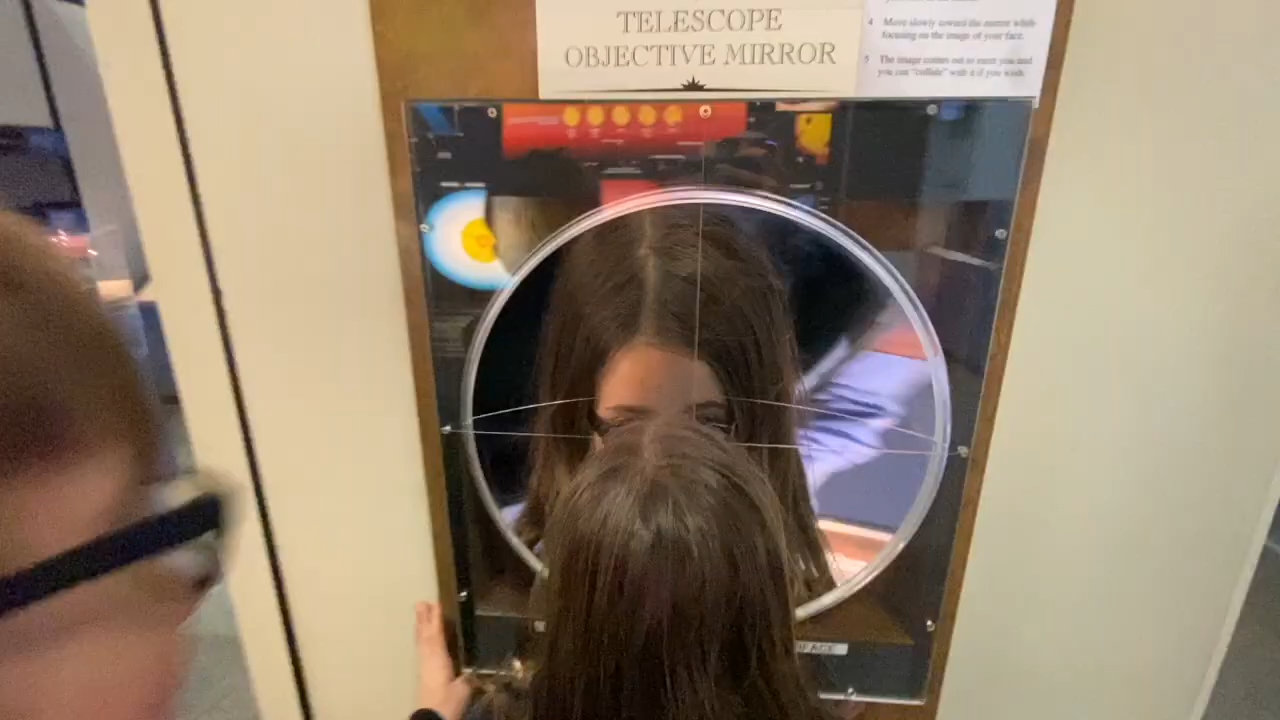 TELESCOPE
OBJECTIVE MIRROR
4 Move slowly toward the mirror while
focusing on the image of your face.
5 The image comes out to meet you and
you can "collide" with it if you wish.
FACE